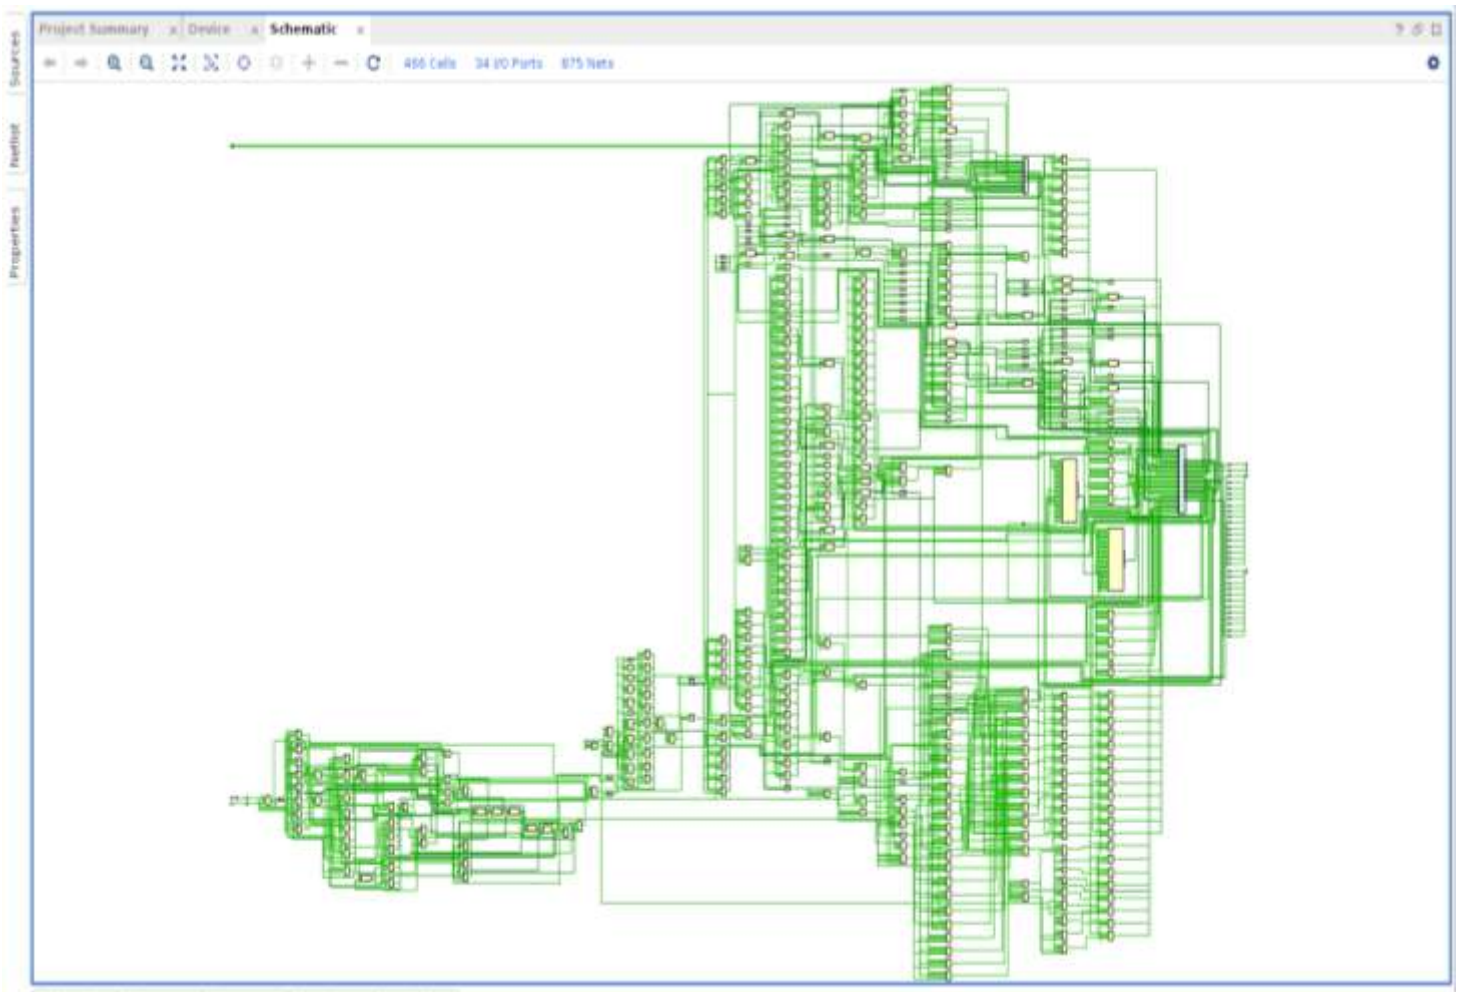 Project Summary x Device x Schematic x ?
466 Cells 34 I/O Ports 875 Nets
Sources
Netlist
Properties